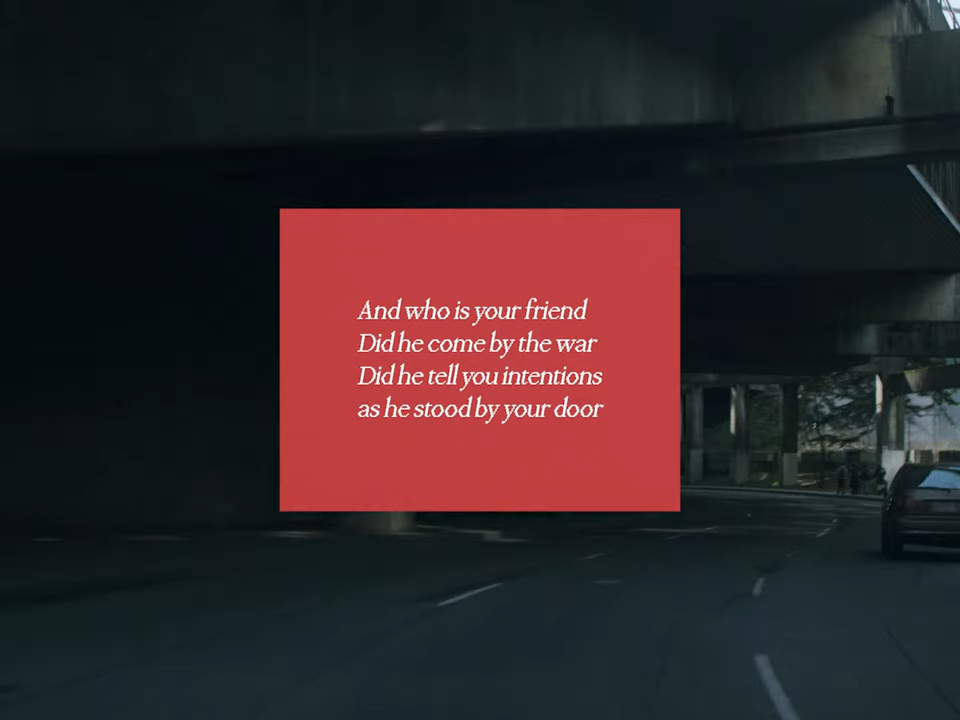 And who is your friend
Did he come by the war
Did he tell you intentions
as he stood by your door